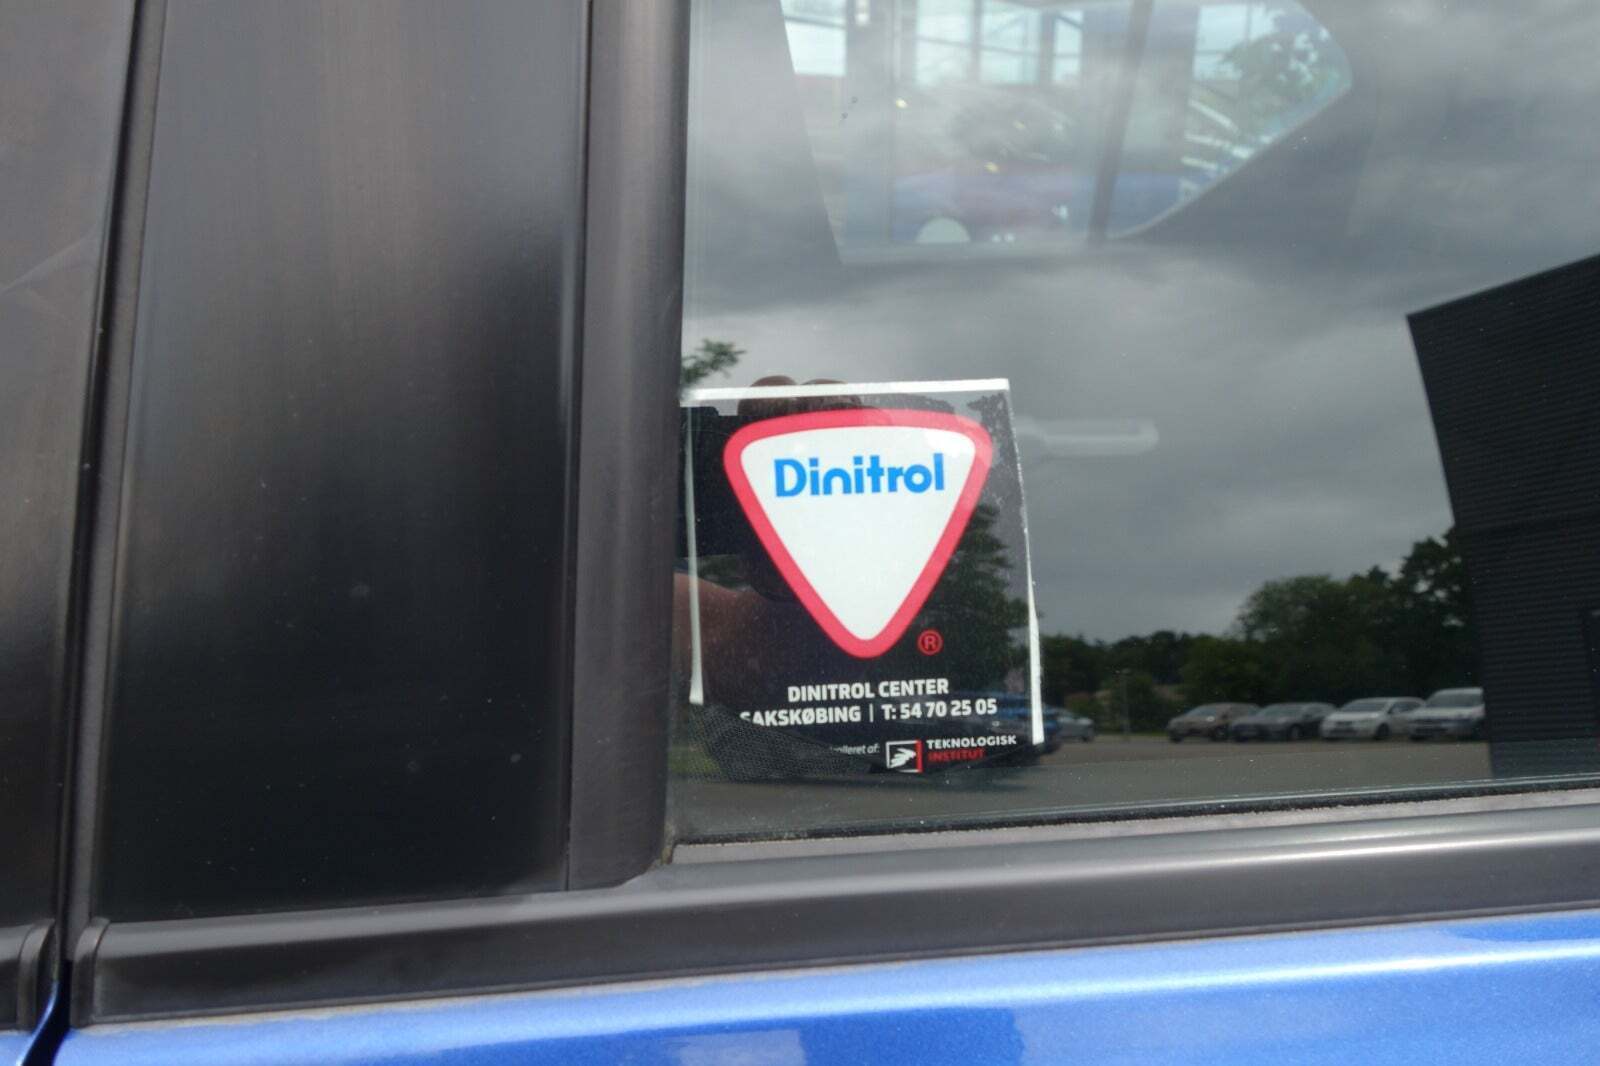 Dinitrol
®
DINITROL CENTER
SAKSKØBING | T: 54 70 25 05
TEKNOLOGISK
INSTITUT